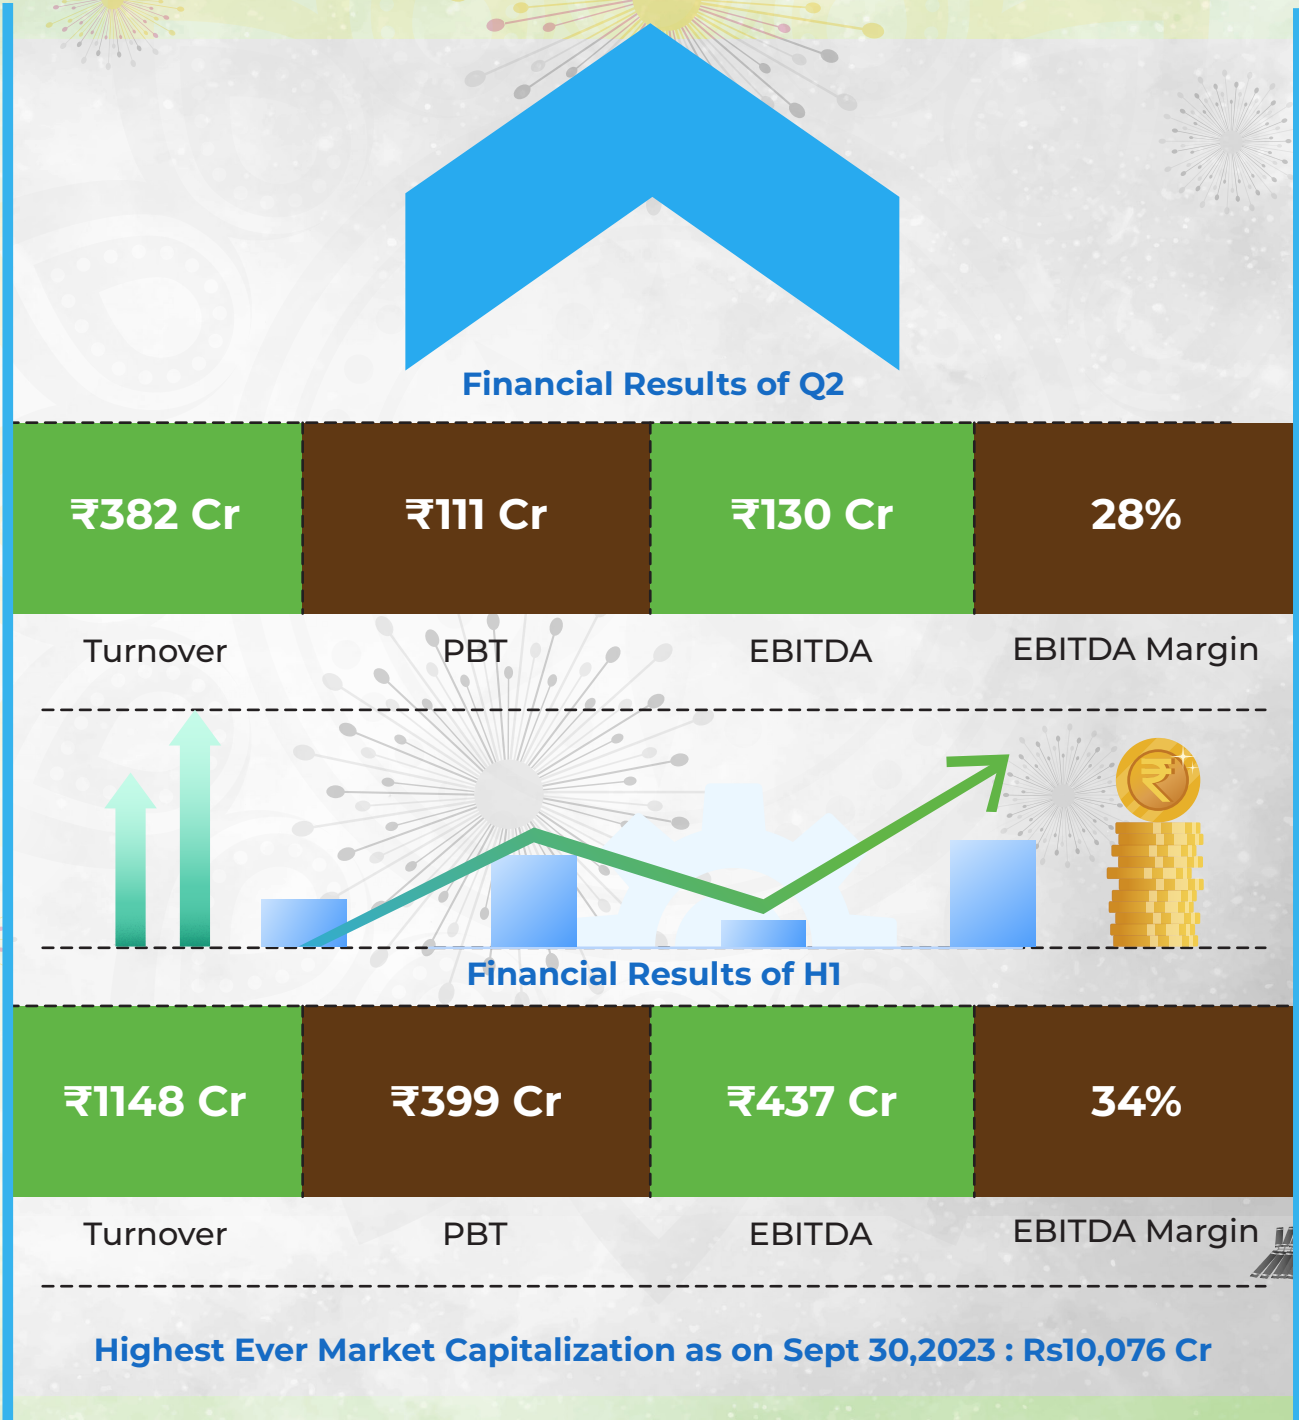 Financial Results of Q2
₹382 Cr ₹111 Cr ₹130 Cr 28%
Turnover PBT EBITDA EBITDA Margin
₹
Financial Results of H1
₹1148 Cr ₹399 Cr ₹437 Cr 34%
Turnover PBT EBITDA EBITDA Margin
Highest Ever Market Capitalization as on Sept 30,2023 : Rs10,076 Cr